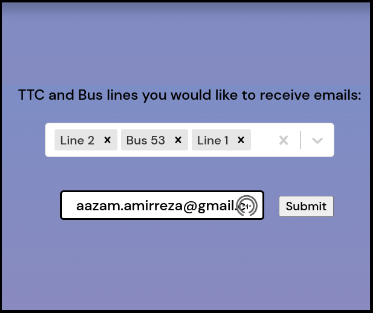 TTC and Bus lines you would like to receive emails:
Line 2 × Bus 53 × Line 1 ×
aazam.amirreza@gmail. Submit